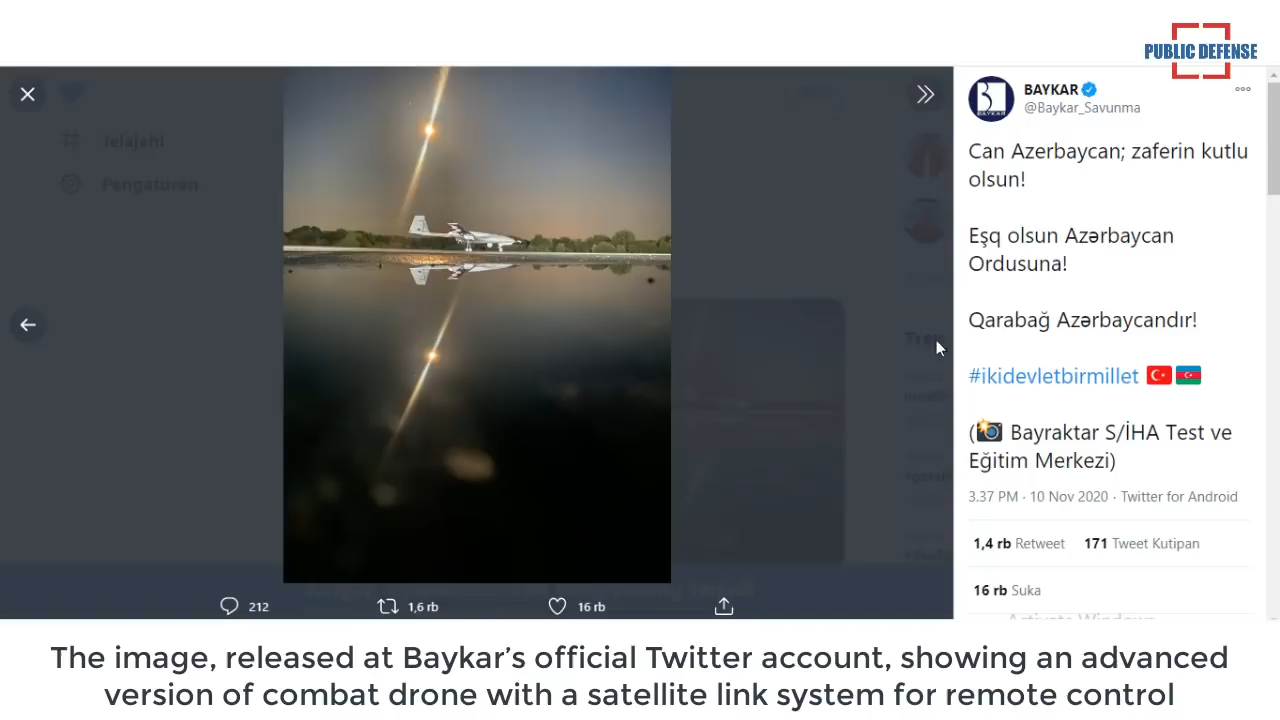 PUBLIC DEFENSE
BAYKAR
@Baykar_Savunma
Jelajahi
Pengaturan
Can Azerbaycan; zaferin kutlu
olsun!
Eşq olsun Azərbaycan
Ordusuna!
Qarabağ Azərbaycandır!
#ikidevletbirmillet
(📸 Bayraktar S/İHA Test ve
Eğitim Merkezi)
3.37 PM · 10 Nov 2020 · Twitter for Android
1,4 rb Retweet 171 Tweet Kutipan
16 rb Suka
212 1,6 rb 16 rb
The image, released at Baykar’s official Twitter account, showing an advanced
version of combat drone with a satellite link system for remote control